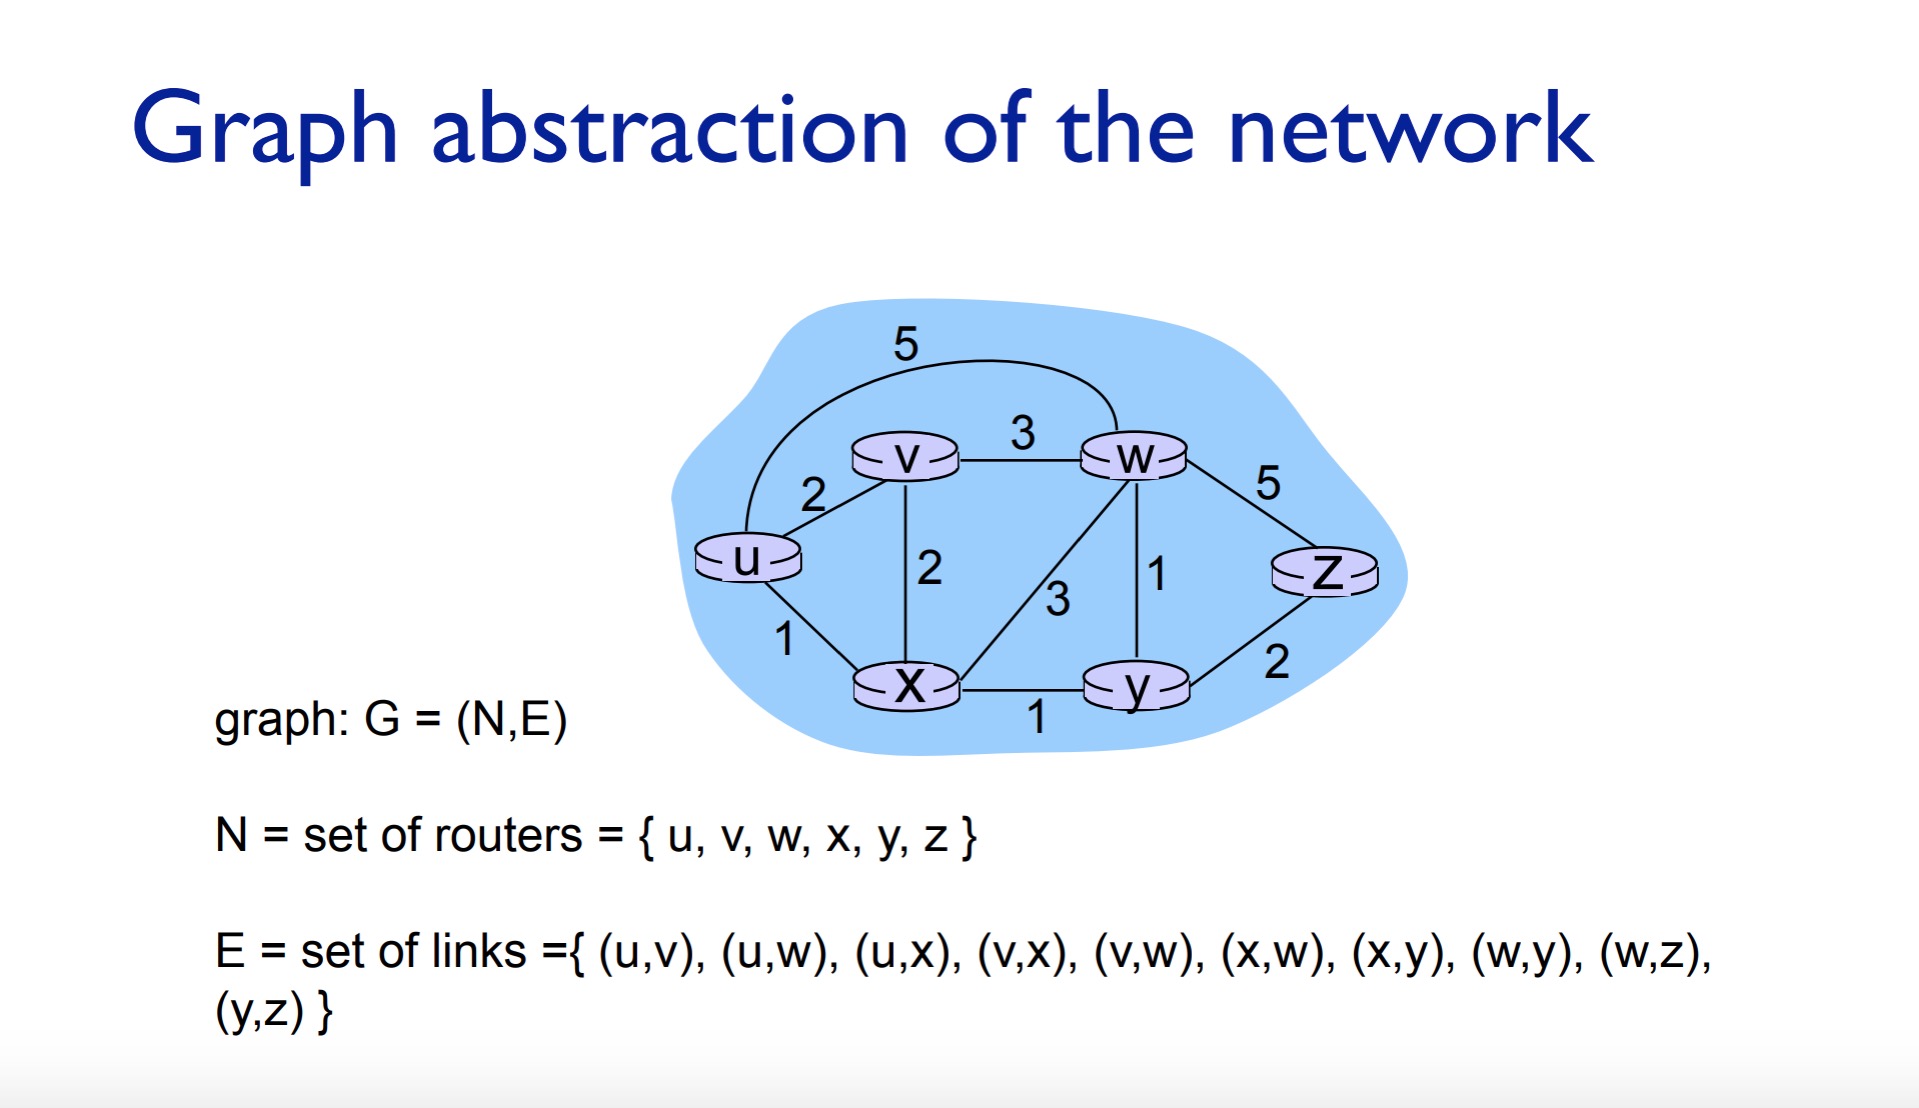 Graph abstraction of the network
5
3
v
w
5
2
u
2
3
1
z
1
2
x
y
1
graph: G = (N,E)
N = set of routers = { u, v, w, x, y, z }
E = set of links ={ (u,v), (u,w), (u,x), (v,x), (v,w), (x,w), (x,y), (w,y), (w,z),
(y,z) }